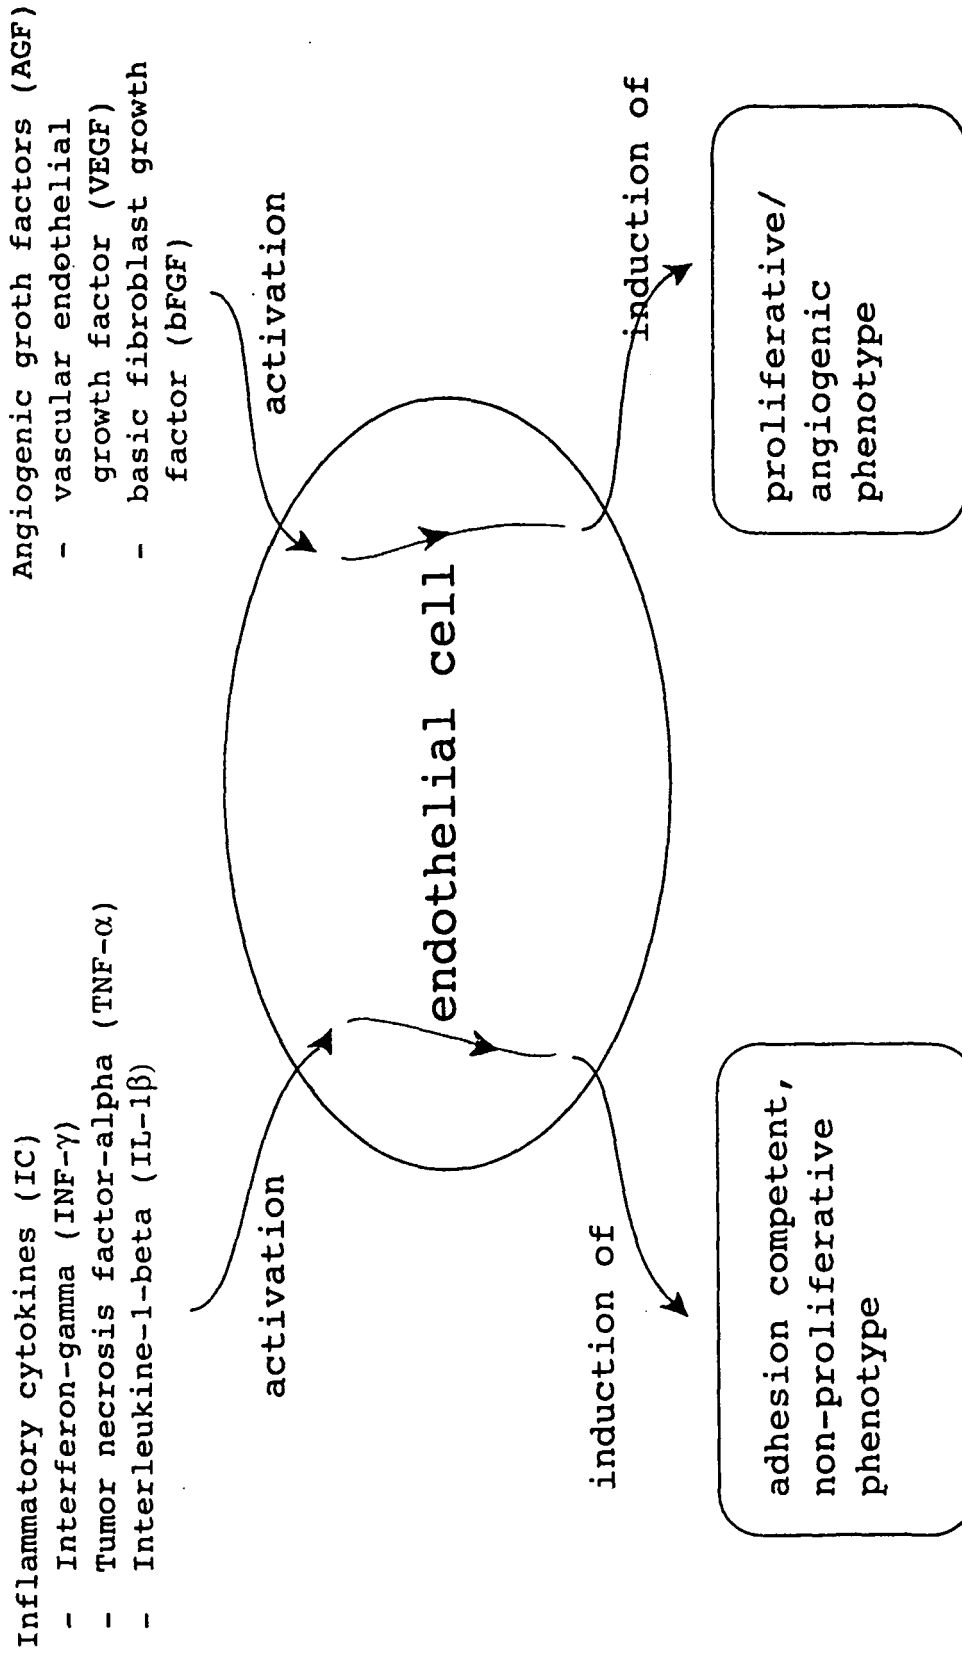 Inflammatory cytokines (IC)
- Interferon-gamma (INF-γ)
- Tumor necrosis factor-alpha (TNF-α)
- Interleukine-1-beta (IL-1β)
activation
Angiogenic groth factors (AGF)
- vascular endothelial
growth factor (VEGF)
- basic fibroblast growth
factor (bFGF)
activation
endothelial cell
induction of
adhesion competent,
non-proliferative
phenotype
induction of
proliferative/
angiogenic
phenotype